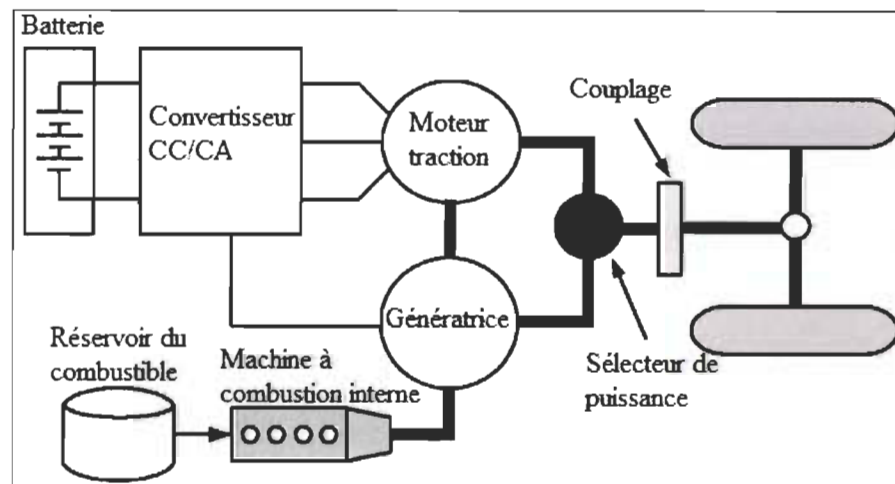 Batterie
Convertisseur
CC/CA
Moteur
traction
Couplage
Génératrice
Réservoir du
combustible
Machine à
combustion interne
Sélecteur de
puissance